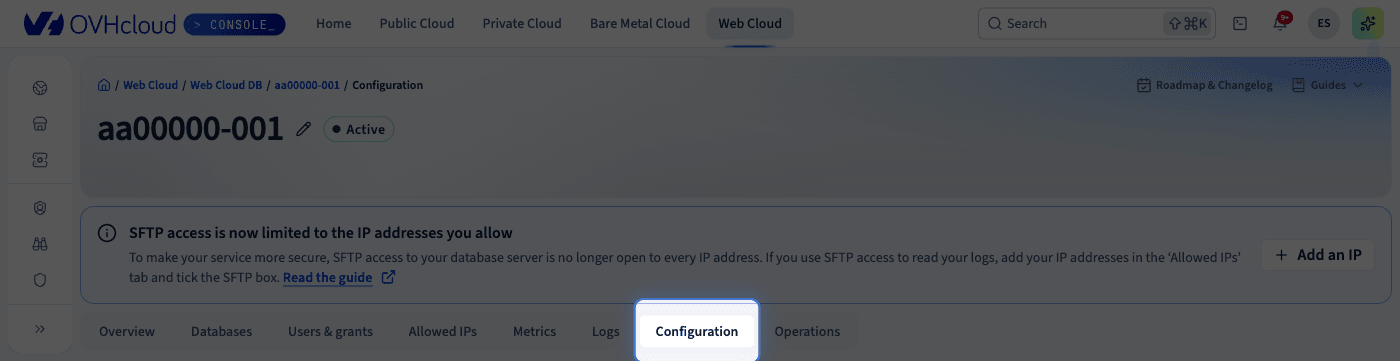 OVHcloud > CONSOLE_ Home Public Cloud Private Cloud Bare Metal Cloud Web Cloud Search ⇧⌘K 9+ ES
/ Web Cloud / Web Cloud DB / aa00000-001 / Configuration Roadmap & Changelog Guides
aa00000-001 Active
SFTP access is now limited to the IP addresses you allow
To make your service more secure, SFTP access to your database server is no longer open to every IP address. If you use SFTP access to read your logs, add your IP addresses in the ‘Allowed IPs’
tab and tick the SFTP box. Read the guide
+ Add an IP
Overview Databases Users & grants Allowed IPs Metrics Logs Configuration Operations